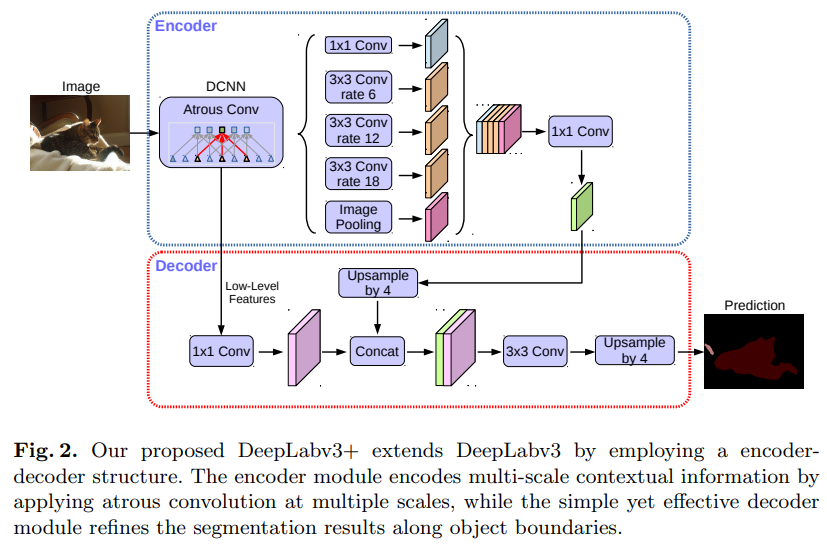 Encoder
Image
DCNN
Atrous Conv
1x1 Conv
3x3 Conv
rate 6
3x3 Conv
rate 12
3x3 Conv
rate 18
Image
Pooling
1x1 Conv
Decoder
Low-Level
Features
Upsample
by 4
1x1 Conv
Concat
3x3 Conv
Upsample
by 4
Prediction
Fig. 2. Our proposed DeepLabv3+ extends DeepLabv3 by employing a encoder-
decoder structure. The encoder module encodes multi-scale contextual information by
applying atrous convolution at multiple scales, while the simple yet effective decoder
module refines the segmentation results along object boundaries.